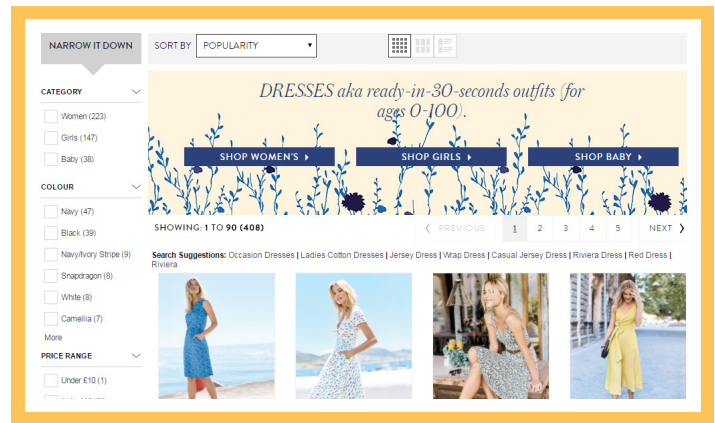 NARROW IT DOWN
SORT BY POPULARITY
CATEGORY
Women (223)
Girls (147)
Baby (38)
COLOUR
Navy (47)
Black (39)
Navy/Ivory Stripe (9)
Snapdragon (8)
White (8)
Camellia (7)
More
PRICE RANGE
Under £10 (1)
DRESSES aka ready-in-30-seconds outfits (for
ages 0-100).
SHOP WOMEN'S
SHOP GIRLS
SHOP BABY
SHOWING: 1 TO 90 (408)
PREVIOUS 1 2 3 4 5 NEXT
Search Suggestions: Occasion Dresses | Ladies Cotton Dresses | Jersey Dress | Wrap Dress | Casual Jersey Dress | Riviera Dress | Red Dress |
Riviera